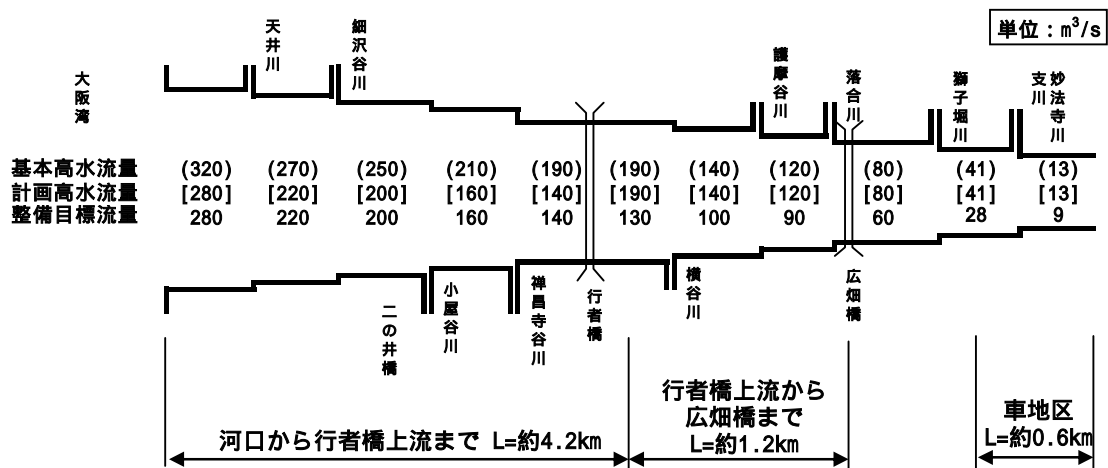 単位：m³/s
大阪湾
天井川
細沢谷川
護摩谷川
落合川
獅子堀川
妙法寺川
支川
基本高水流量 (320) (270) (250) (210) (190) (190) (140) (120) (80) (41) (13)
計画高水流量 [280] [220] [200] [160] [140] [190] [140] [120] [80] [41] [13]
整備目標流量 280 220 200 160 140 130 100 90 60 28 9
二の井橋
小屋谷川
禅昌寺谷川
行者橋
横谷川
広畑橋
河口から行者橋上流まで L=約4.2km
行者橋上流から
広畑橋まで
L=約1.2km
車地区
L=約0.6km